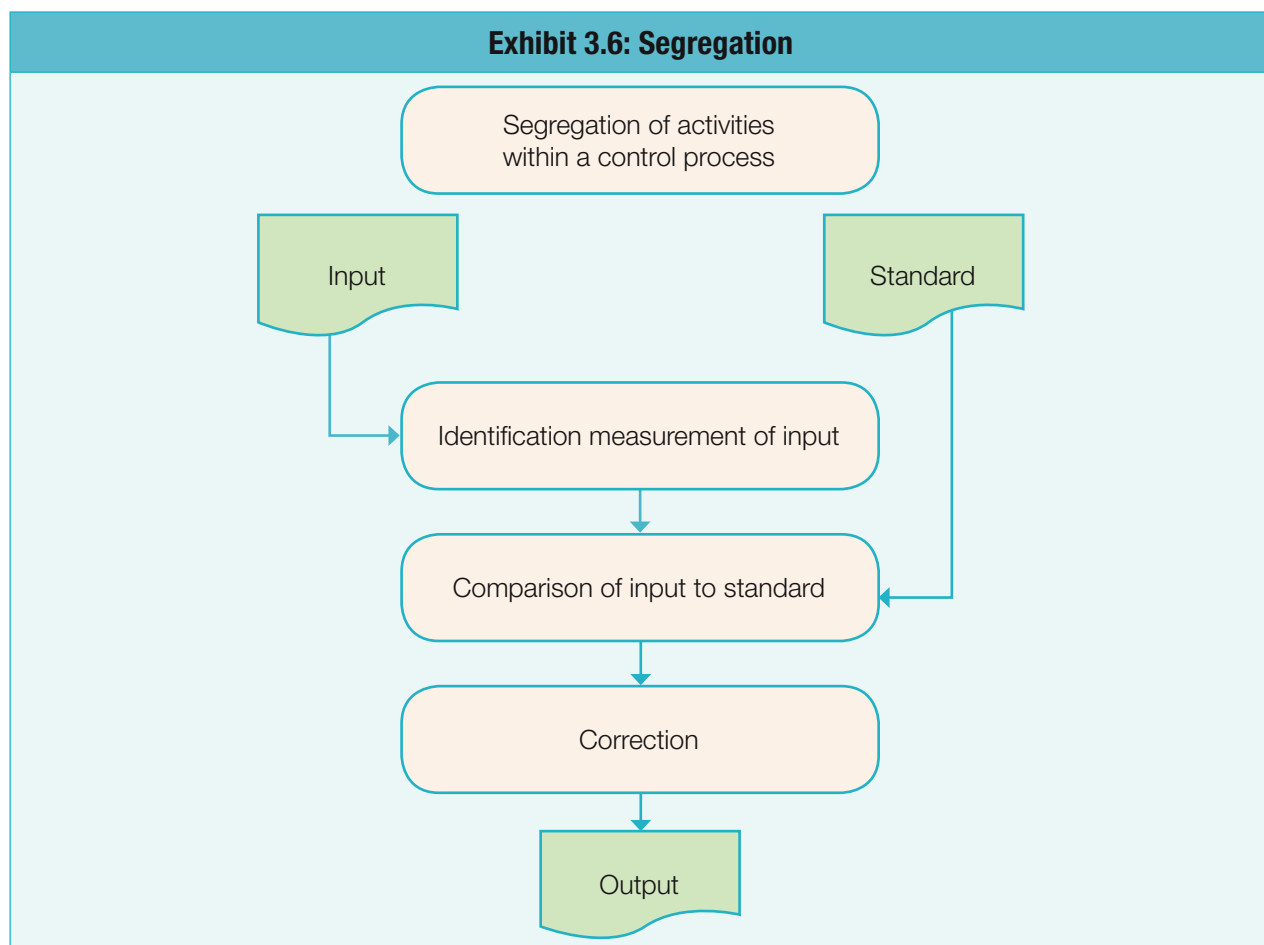 Exhibit 3.6: Segregation
Segregation of activities
within a control process
Input
Standard
Identification measurement of input
Comparison of input to standard
Correction
Output